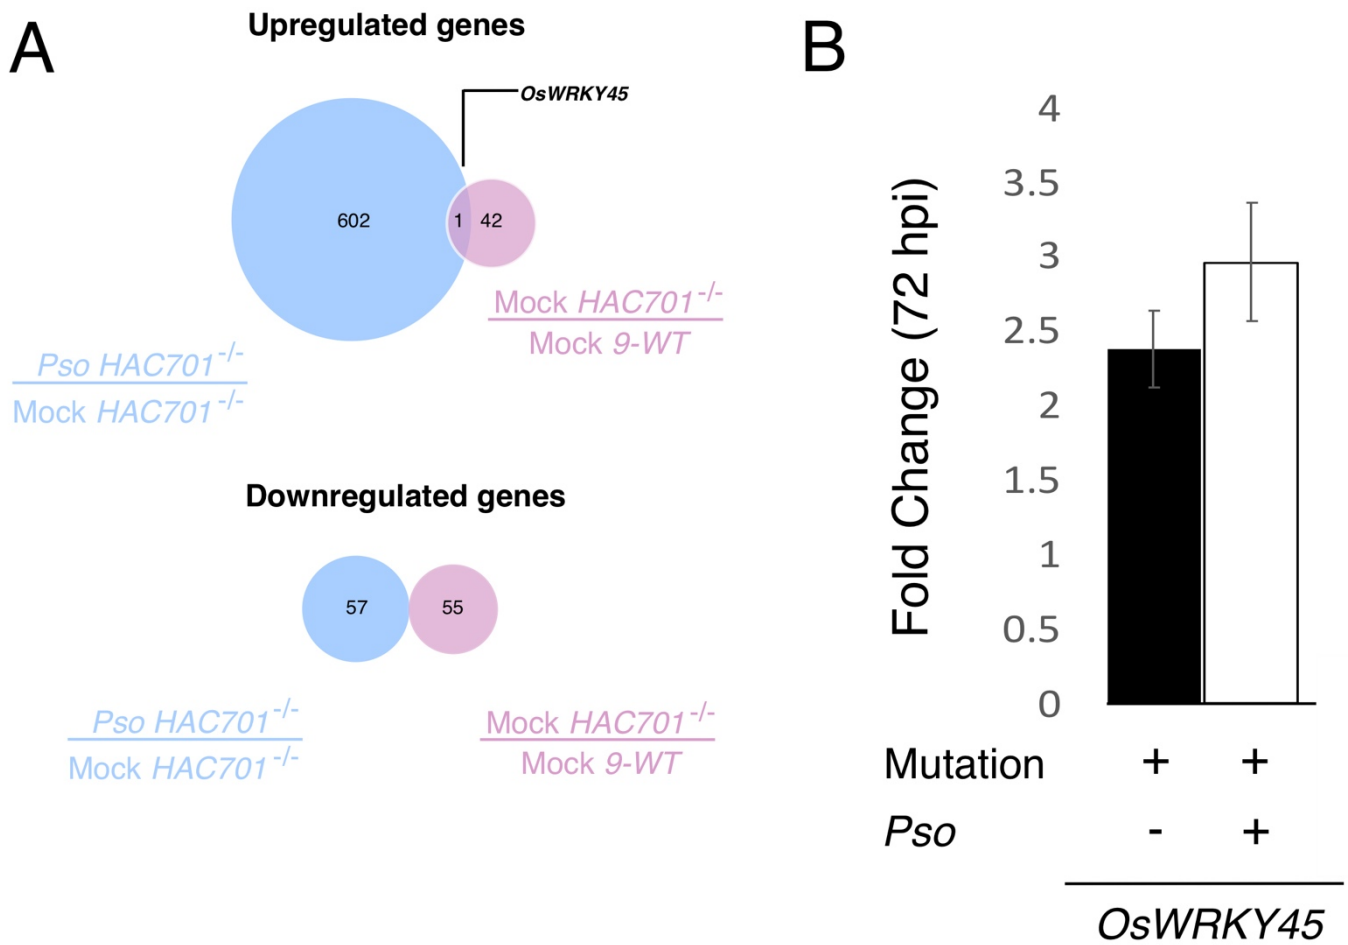 A
Upregulated genes
OsWRKY45
602
1
42
Mock HAC701-/-
Mock 9-WT
Pso HAC701-/-
Mock HAC701-/-
Downregulated genes
57
55
Pso HAC701-/-
Mock HAC701-/-
Mock HAC701-/-
Mock 9-WT
B
Fold Change (72 hpi)
4
3.5
3
2.5
2
1.5
1
0.5
0
Mutation + +
Pso - +
OsWRKY45